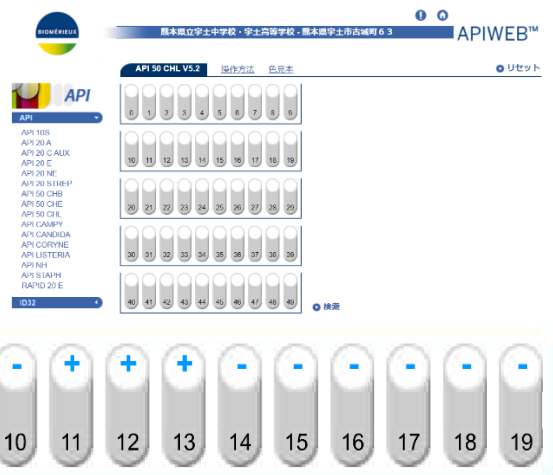 BIOMÉRIEUX
熊本県立宇土中学校・宇土高等学校 - 熊本県宇土市古城町６３
APIWEB™
API 50 CHL V5.2 操作方法 色見本
リセット
API
API
API 10S
API 20 A
API 20 C AUX
API 20 E
API 20 NE
API 20 STREP
API 50 CHB
API 50 CHE
API 50 CHL
API CAMPY
API CANDIDA
API CORYNE
API LISTERIA
API NH
API STAPH
RAPID 20 E
ID32
0 1 2 3 4 5 6 7 8 9
10 11 12 13 14 15 16 17 18 19
20 21 22 23 24 25 26 27 28 29
30 31 32 33 34 35 36 37 38 39
40 41 42 43 44 45 46 47 48 49
検索
- + + + - - - - - -
10 11 12 13 14 15 16 17 18 19